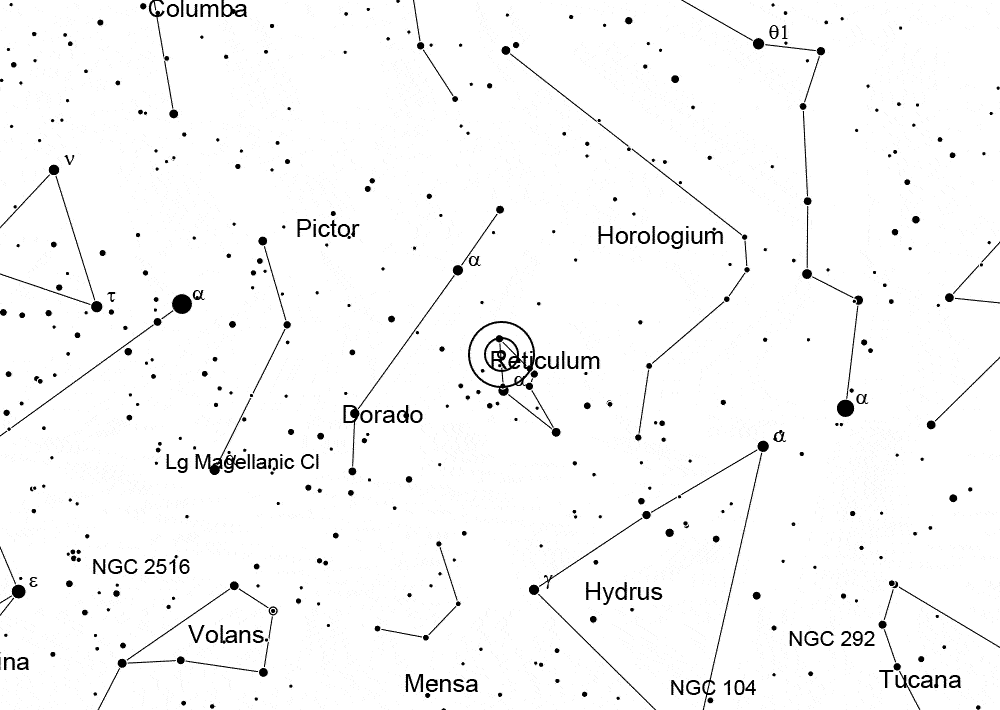 Columba
θ1
ν
Pictor
Horologium
α
τ
α
Reticulum
α
α
Dorado
α
Lg Magellanic Cl
α
NGC 2516
ε
γ
Hydrus
Volans
NGC 292
ina
Tucana
Mensa
NGC 104